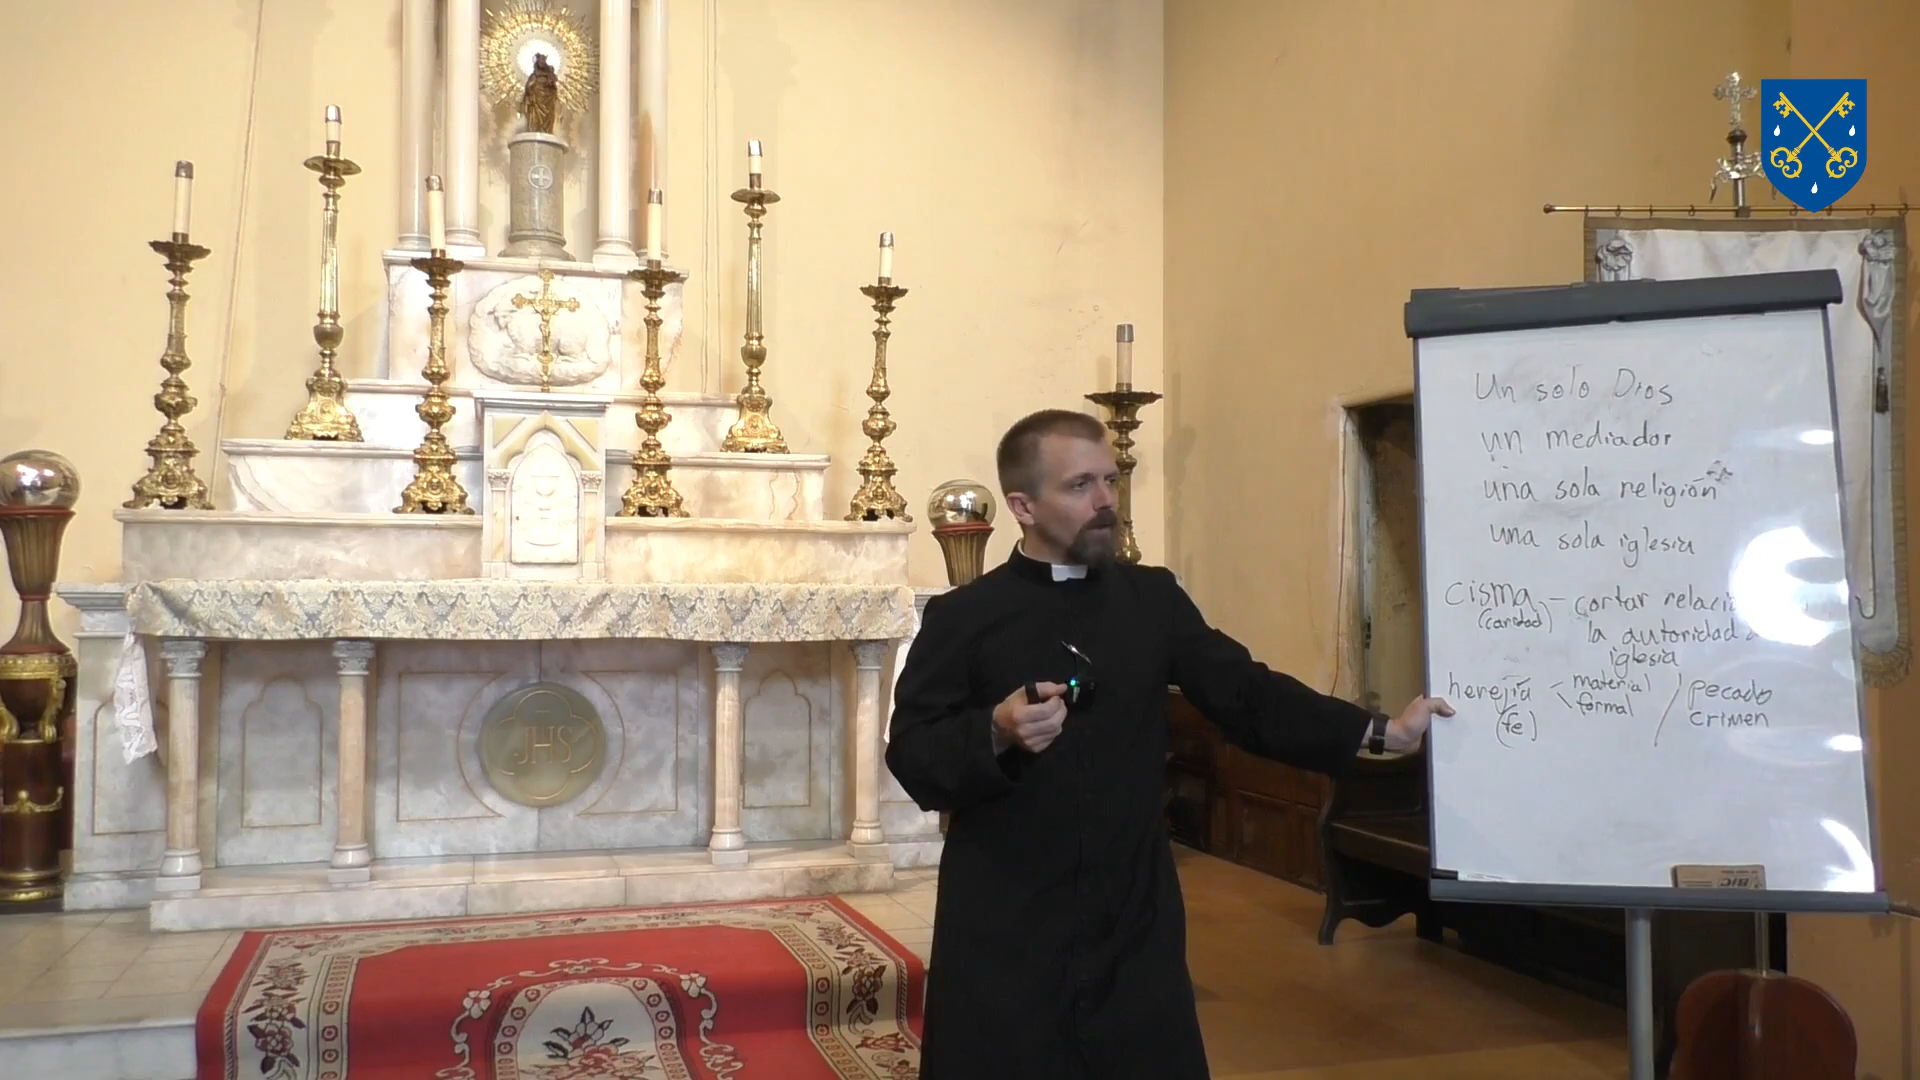 Un solo Dios
un mediador
una sola religión
una sola iglesia
cisma – cortar relacio
(caridad) la autoridad
iglesia
herejía material / pecado
(fe) formal crimen
JHS
BIC